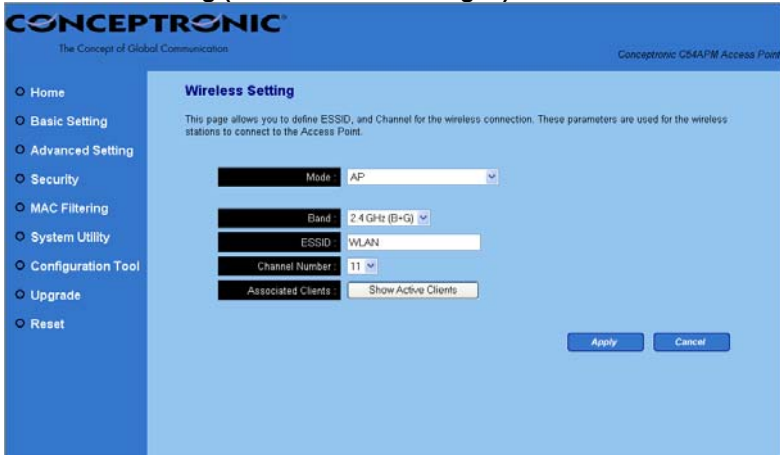 CONCEPTRONIC
The Concept of Global Communication
Conceptronic C54APM Access Point
Home
Basic Setting
Advanced Setting
Security
MAC Filtering
System Utility
Configuration Tool
Upgrade
Reset
Wireless Setting
This page allows you to define ESSID, and Channel for the wireless connection. These parameters are used for the wireless
stations to connect to the Access Point.
Mode : AP
Band : 2.4 GHz (B+G)
ESSID : WLAN
Channel Number : 11
Associated Clients : Show Active Clients
Apply Cancel